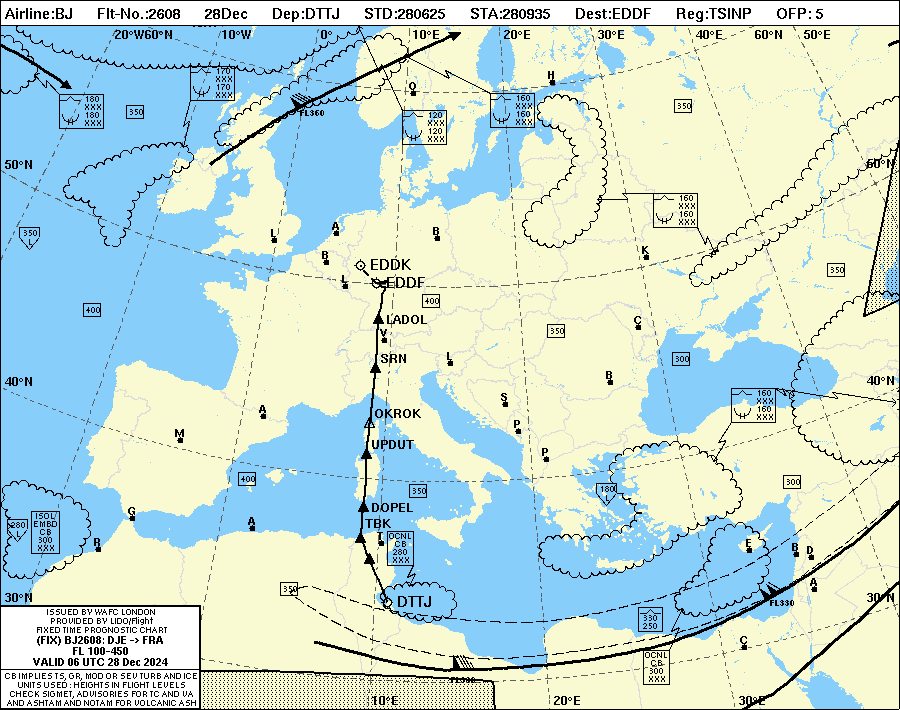 Airline:BJ Flt-No.:2608 28Dec Dep:DTTJ STD:280625 STA:280935 Dest:EDDF Reg:TSINP OFP: 5
20°W60°N 10°W 0°E 10°E 20°E 30°E 40°E 60°N 50°E
170
XXX
170
XXX
180
XXX
180
XXX
350
FL360
O
120
XXX
120
XXX
160
XXX
160
XXX
H
350
50°N
50°N
350
L
L
A
B
B
L
B
160
XXX
160
XXX
K
350
EDDK
EDDF
400
400
LADOL
V
350
C
SRN
L
300
B
40°N
40°N
S
160
XXX
160
XXX
A
OKROK
P
M
UPDUT
P
400
350
300
180
L
280
L
ISOL
EMBD
CB
300
XXX
G
R
A
DOPEL
TBK
T
OCNL
CB
280
XXX
E
B
D
A
350
DTTJ
30°N
30°N
FL330
330
250
C
OCNL
CB
300
XXX
10°E 20°E 30°E
ISSUED BY WAFC LONDON
PROVIDED BY LIDO/Flight
FIXED TIME PROGNOSTIC CHART
(FIX) BJ2608: DJE -> FRA
FL 100-450
VALID 06 UTC 28 Dec 2024
CB IMPLIES TS, GR, MOD OR SEV TURB AND ICE
UNITS USED: HEIGHTS IN FLIGHT LEVELS
CHECK SIGMET, ADVISORIES FOR TC AND VA
AND ASHTAM AND NOTAM FOR VOLCANIC ASH